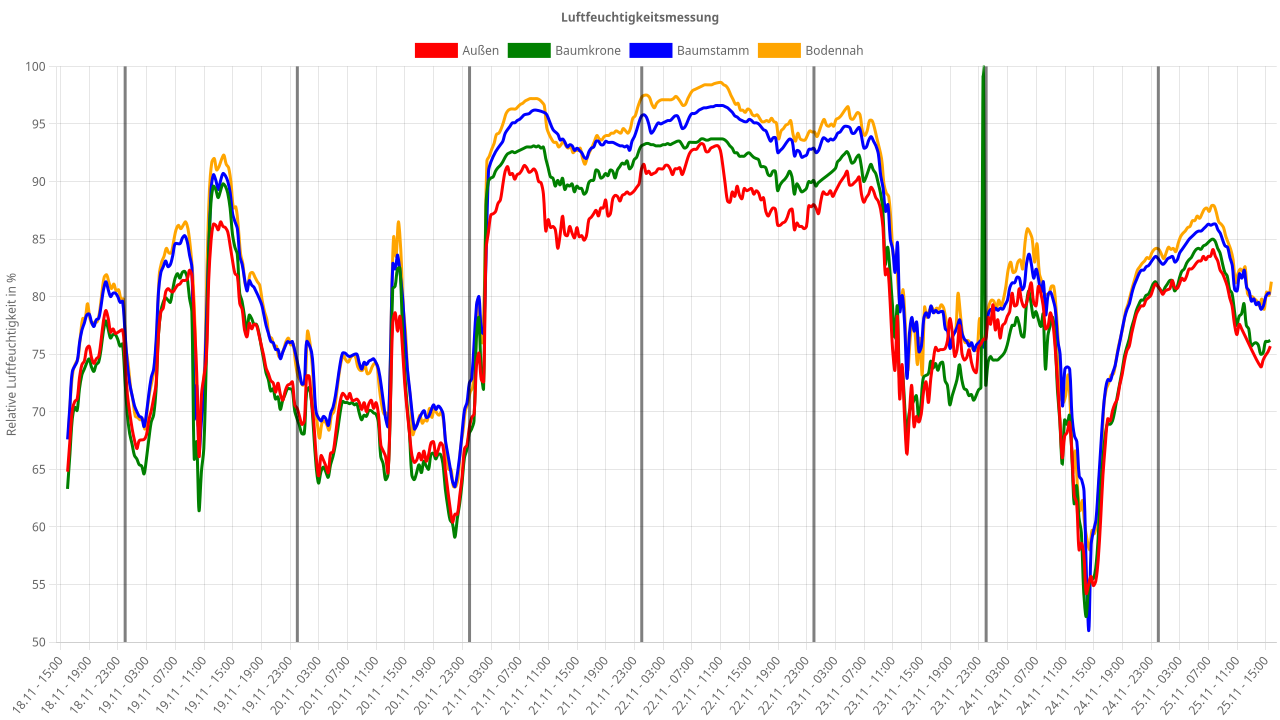 Luftfeuchtigkeitsmessung
Außen Baumkrone Baumstamm Bodennah
Relative Luftfeuchtigkeit in %
100
95
90
85
80
75
70
65
60
55
50
18.11 - 15:00
18.11 - 19:00
18.11 - 23:00
19.11 - 03:00
19.11 - 07:00
19.11 - 11:00
19.11 - 15:00
19.11 - 19:00
19.11 - 23:00
20.11 - 03:00
20.11 - 07:00
20.11 - 11:00
20.11 - 15:00
20.11 - 19:00
20.11 - 23:00
21.11 - 03:00
21.11 - 07:00
21.11 - 11:00
21.11 - 15:00
21.11 - 19:00
21.11 - 23:00
22.11 - 03:00
22.11 - 07:00
22.11 - 11:00
22.11 - 15:00
22.11 - 19:00
22.11 - 23:00
23.11 - 03:00
23.11 - 07:00
23.11 - 11:00
23.11 - 15:00
23.11 - 19:00
23.11 - 23:00
24.11 - 03:00
24.11 - 07:00
24.11 - 11:00
24.11 - 15:00
24.11 - 19:00
24.11 - 23:00
25.11 - 03:00
25.11 - 07:00
25.11 - 11:00
25.11 - 15:00